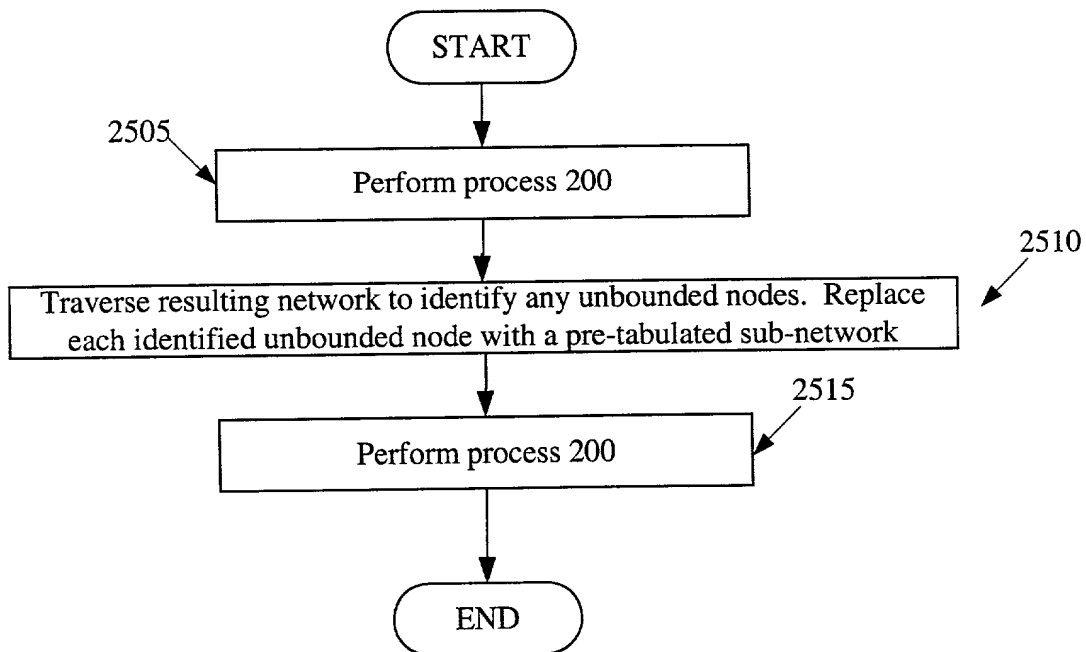 START
2505
Perform process 200
2510
Traverse resulting network to identify any unbounded nodes. Replace
each identified unbounded node with a pre-tabulated sub-network
2515
Perform process 200
END